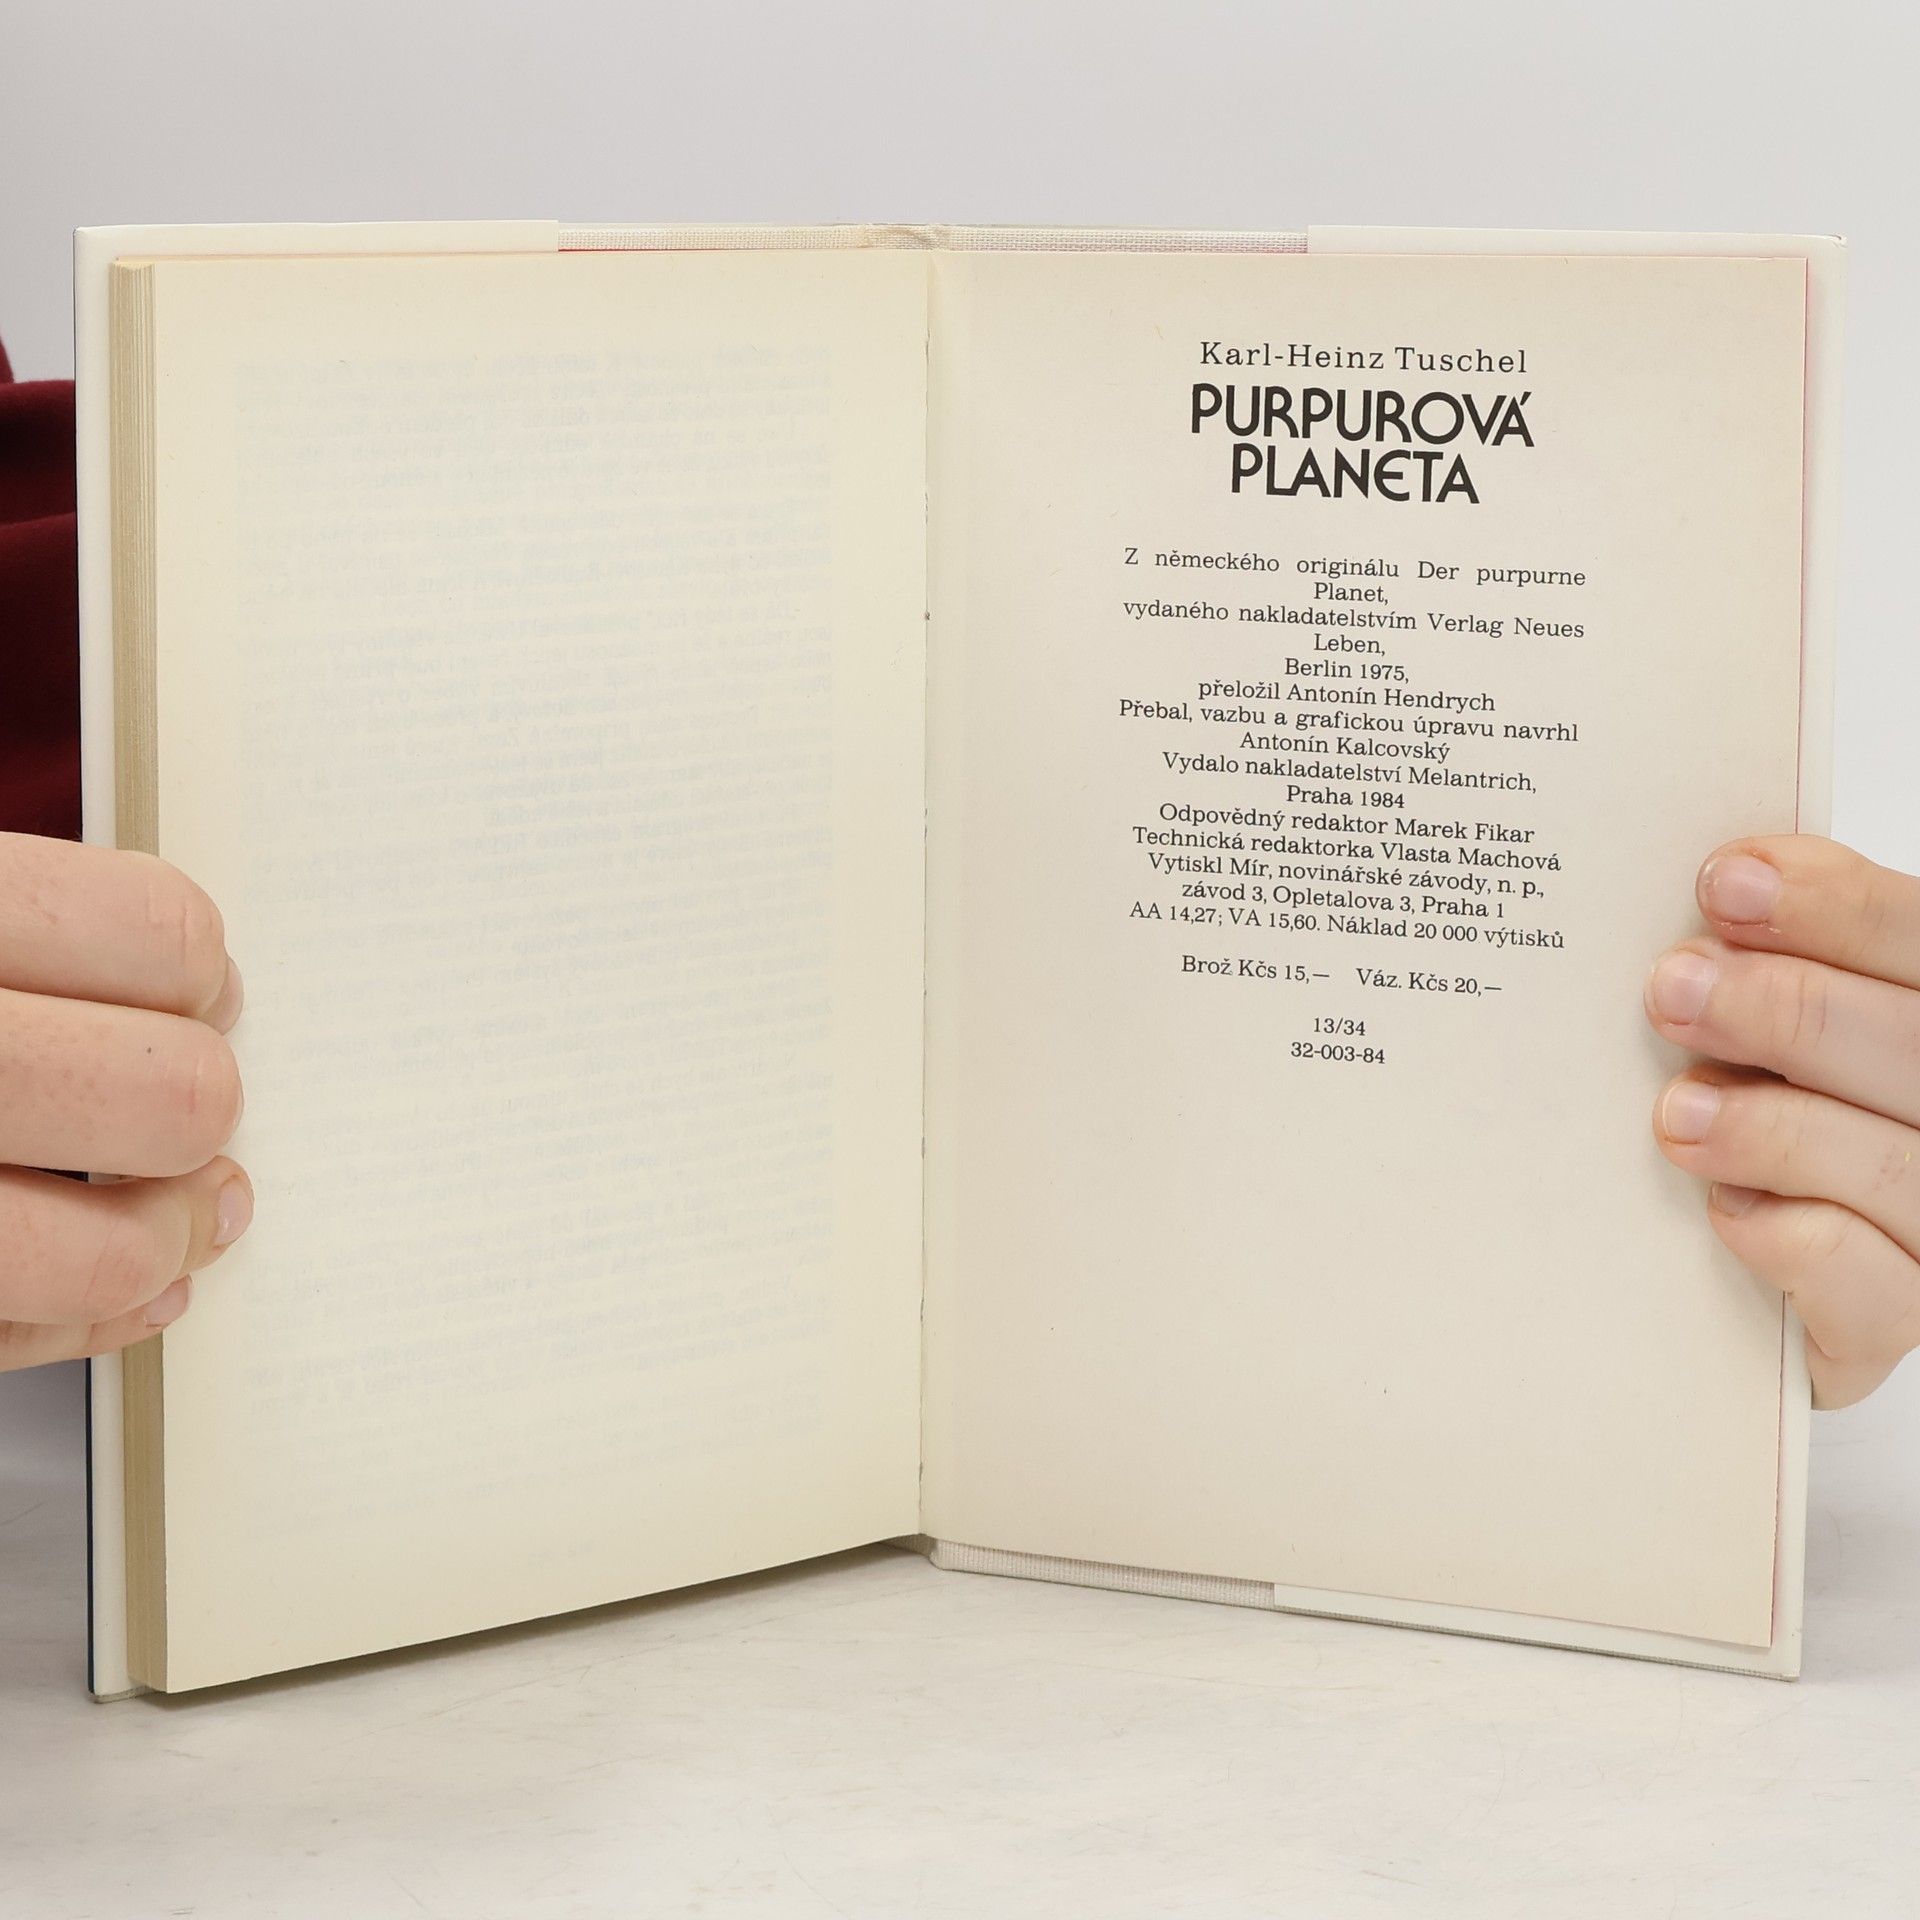 Karl-Heinz Tuschel
PURPUROVÁ
PLANETA
Z německého originálu Der purpurne
Planet,
vydaného nakladatelstvím Verlag Neues
Leben,
Berlin 1975,
přeložil Antonín Hendrych
Přebal, vazbu a grafickou úpravu navrhl
Antonín Kalcovský
Vydalo nakladatelství Melantrich,
Praha 1984
Odpovědný redaktor Marek Fikar
Technická redaktorka Vlasta Machová
Vytiskl Mír, novinářské závody, n. p.,
závod 3, Opletalova 3, Praha 1
AA 14,27; VA 15,60. Náklad 20 000 výtisků
Brož Kčs 15,— Váz. Kčs 20,—
13/34
32-003-84